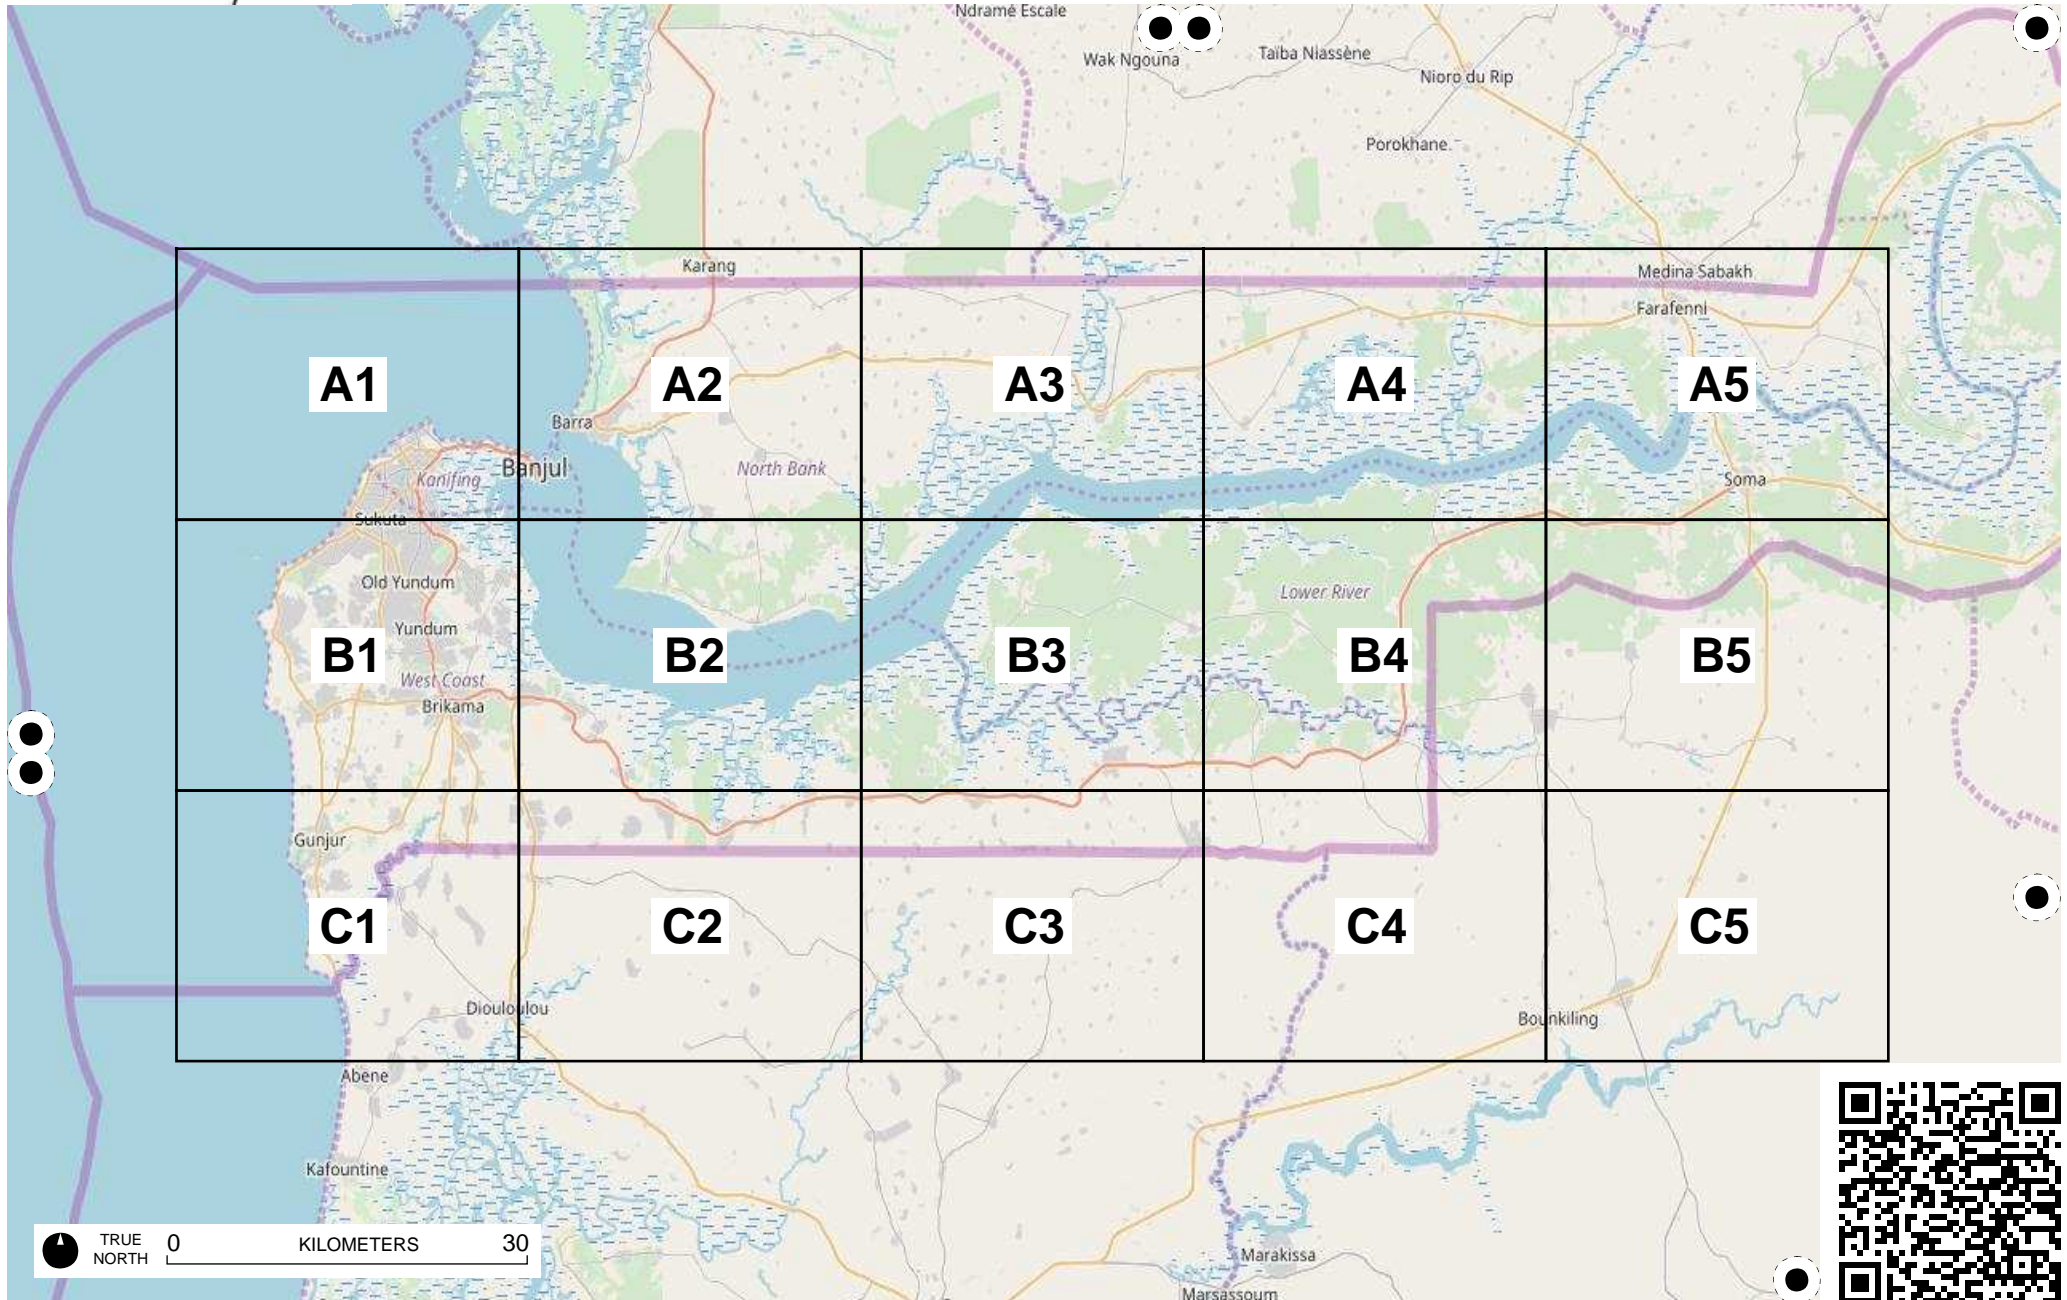 Ndramé Escale
Wak Ngouna
Taïba Niassène
Nioro du Rip
Porokhane
Karang
Medina Sabakh
Farafenni
A1
A2
A3
A4
A5
Barra
Kanifing
Banjul
North Bank
Soma
Sukuta
Old Yundum
Lower River
Yundum
B1
B2
B3
B4
B5
West Coast
Brikama
Gunjur
C1
C2
C3
C4
C5
Diouloulou
Bounkiling
Abene
Kafountine
TRUE
NORTH
0 KILOMETERS 30
Marakissa
Marsassoum